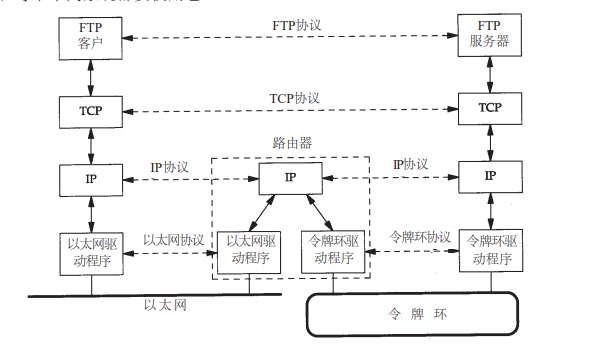 FTP
客户
FTP协议
FTP
服务器
TCP
TCP协议
TCP
路由器
IP
IP协议
IP
IP协议
IP
以太网驱
动程序
以太网协议
以太网驱
动程序
令牌环驱
动程序
令牌环协议
令牌环驱
动程序
以太网
令牌环